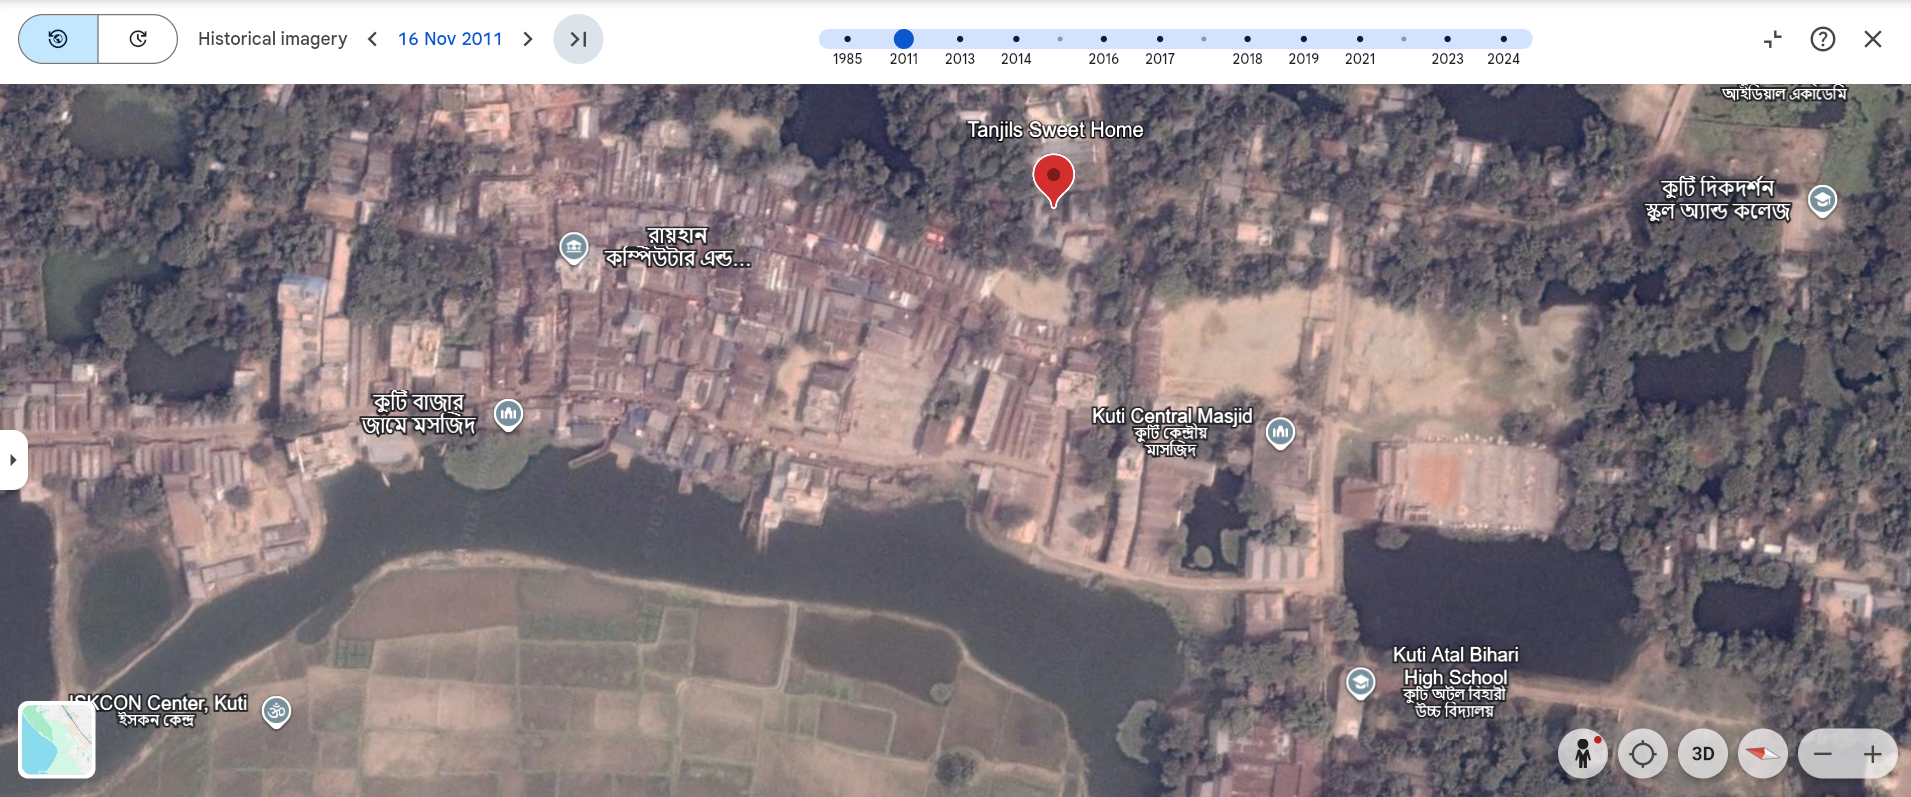 Historical imagery
16 Nov 2011
1985
2011
2013
2014
2016
2017
2018
2019
2021
2023
2024
আইডিয়াল একাডেমি
Tanjils Sweet Home
কুটি দিকদর্শন
স্কুল অ্যান্ড কলেজ
রায়হান
কম্পিউটার এন্ড...
কুটি বাজার
জামে মসজিদ
Kuti Central Masjid
কুটি কেন্দ্রীয়
মাসজিদ
Kuti Atal Bihari
High School
কুটি অটল বিহারী
উচ্চ বিদ্যালয়
ISKCON Center, Kuti
ইসকন কেন্দ্র
3D